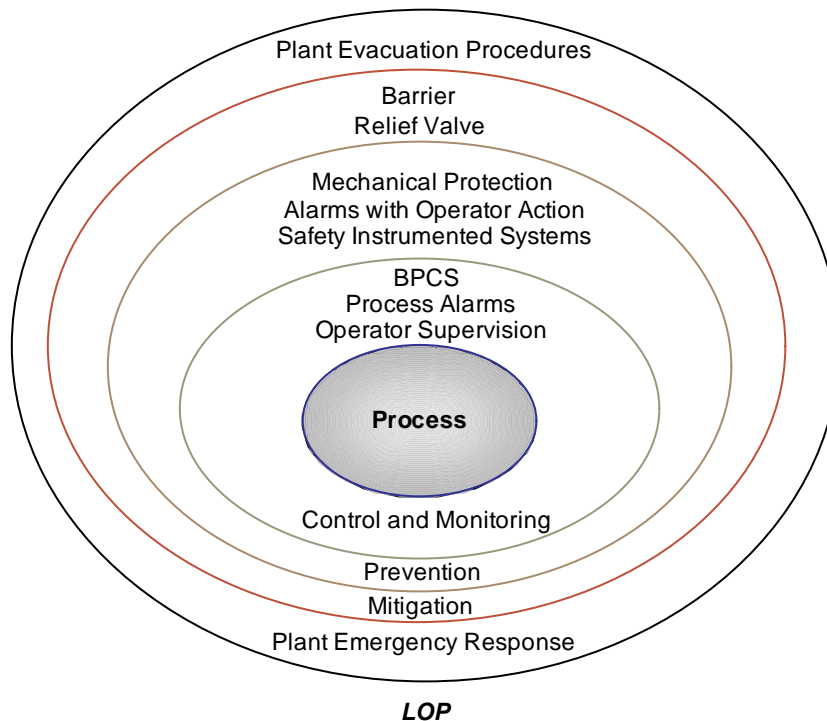 Plant Evacuation Procedures
Barrier
Relief Valve
Mechanical Protection
Alarms with Operator Action
Safety Instrumented Systems
BPCS
Process Alarms
Operator Supervision
Process
Control and Monitoring
Prevention
Mitigation
Plant Emergency Response
LOP